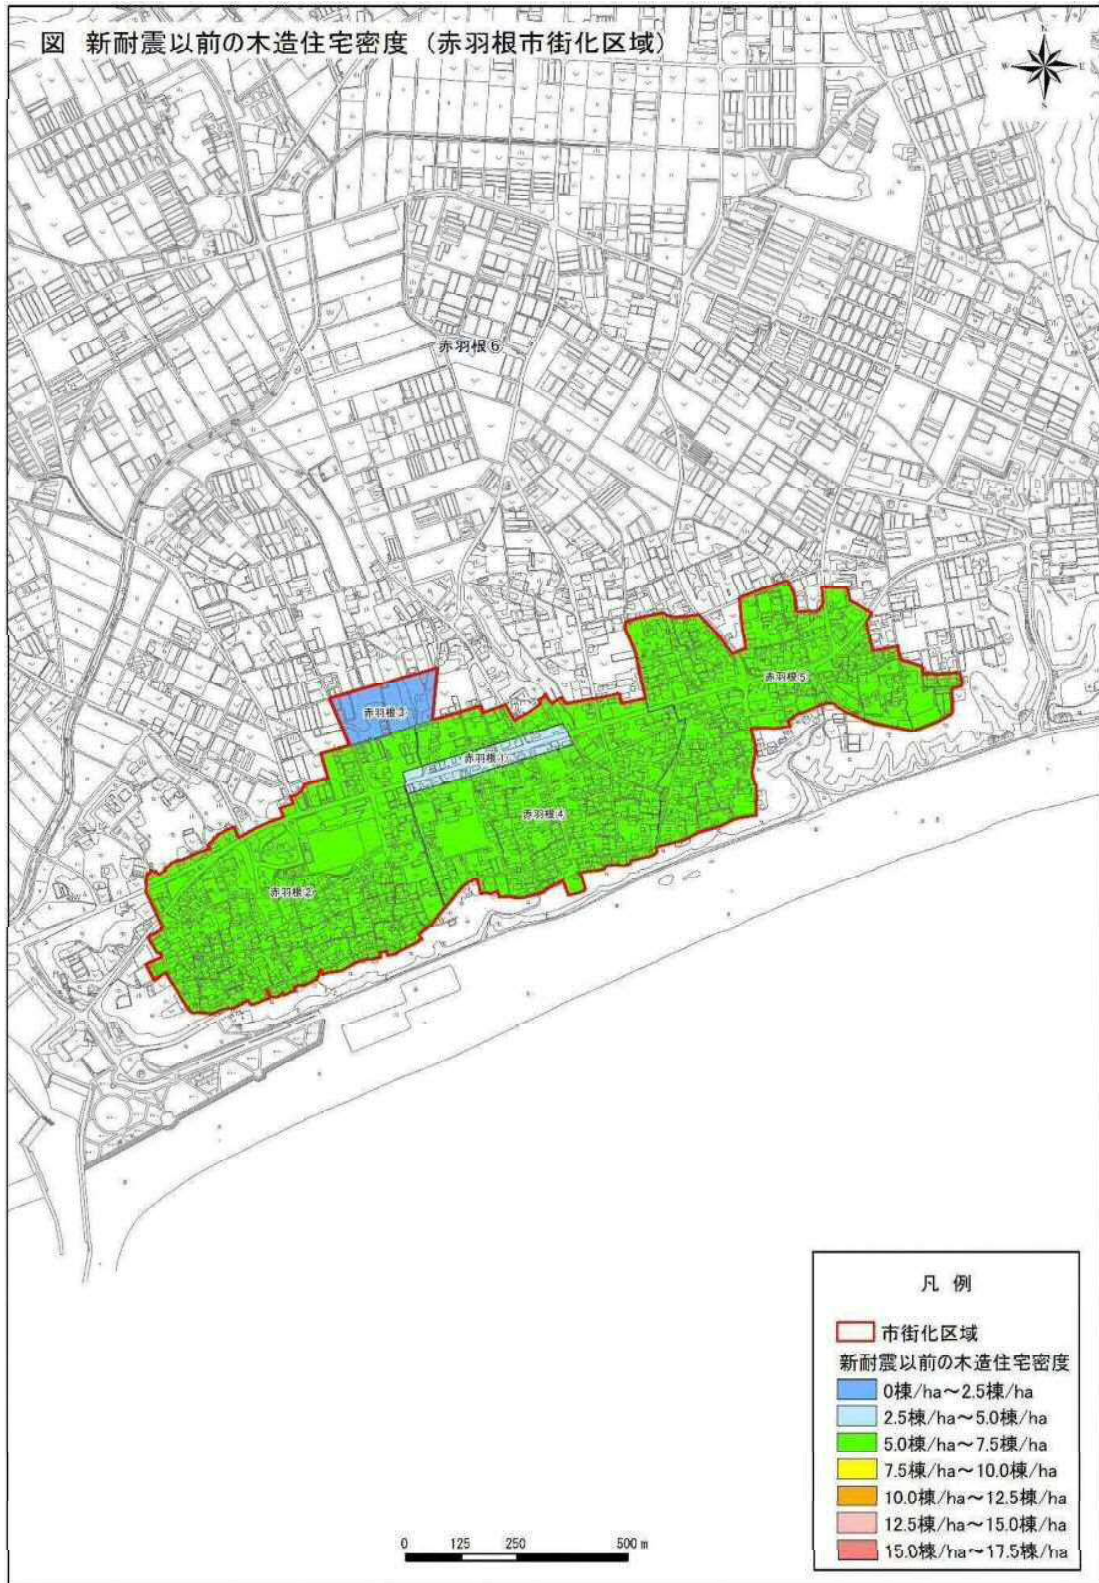 図 新耐震以前の木造住宅密度 (赤羽根市街化区域)
N
W E
S
赤羽根6
赤羽根5
赤羽根3
赤羽根1
赤羽根4
赤羽根2
凡 例
市街化区域
新耐震以前の木造住宅密度
0棟/ha～2.5棟/ha
2.5棟/ha～5.0棟/ha
5.0棟/ha～7.5棟/ha
7.5棟/ha～10.0棟/ha
10.0棟/ha～12.5棟/ha
12.5棟/ha～15.0棟/ha
15.0棟/ha～17.5棟/ha
0 125 250 500 m